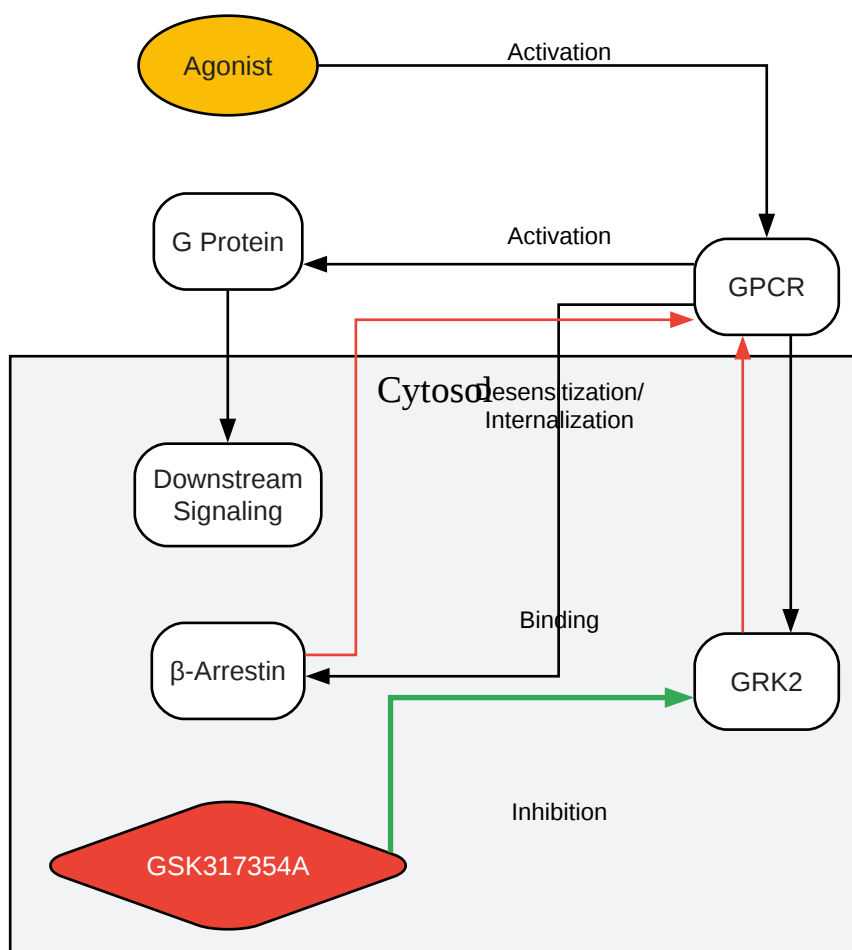 Agonist
Activation
G Protein
Activation
GPCR
Cytosol
Desensitization/
Internalization
Downstream
Signaling
Binding
β-Arrestin
GRK2
Inhibition
GSK317354A